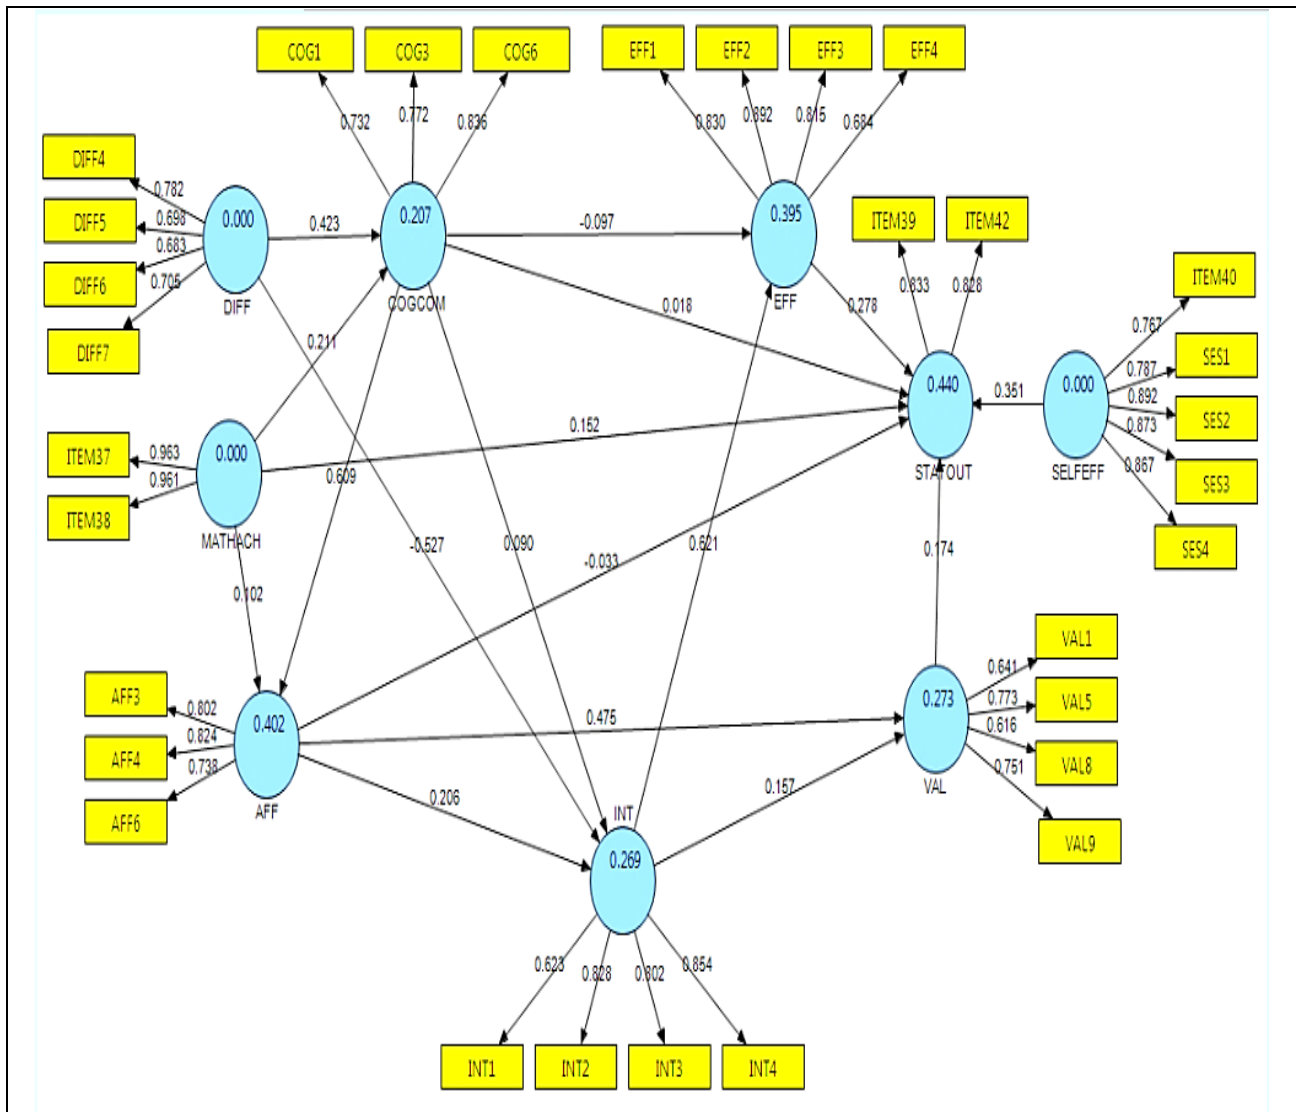 COG1 COG3 COG6 EFF1 EFF2 EFF3 EFF4
0.732 0.772 0.836 0.830 0.892 0.815 0.684
DIFF4
DIFF5
DIFF6
DIFF7
0.782
0.698
0.683
0.705
0.000
DIFF
0.423
0.207
COGCOM
-0.097
0.395
EFF
ITEM39 ITEM42
0.833 0.828
0.018
0.278
0.211
0.440
STATOUT
0.351
0.000
SELFEFF
ITEM40
SES1
SES2
SES3
SES4
0.767
0.787
0.892
0.873
0.867
ITEM37
ITEM38
0.963
0.961
0.000
MATHACH
0.152
0.609
-0.527
0.090
-0.033
0.621
0.174
0.102
AFF3
AFF4
AFF6
0.802
0.824
0.738
0.402
AFF
0.475
0.206
0.157
0.273
VAL
VAL1
VAL5
VAL8
VAL9
0.641
0.773
0.616
0.751
INT
0.269
0.623 0.828 0.802 0.854
INT1 INT2 INT3 INT4